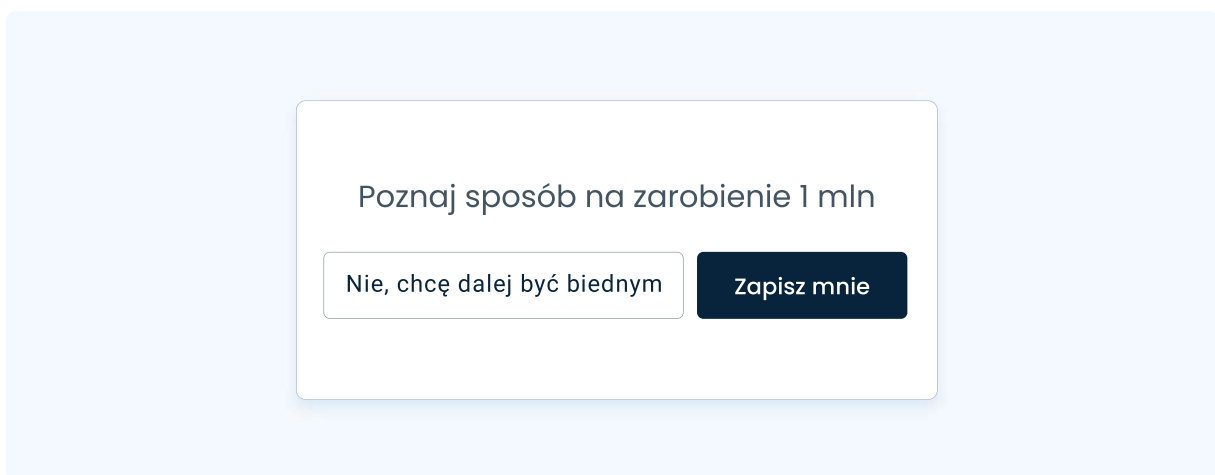 Poznaj sposób na zarobienie 1 mln
Nie, chcę dalej być biednym
Zapisz mnie